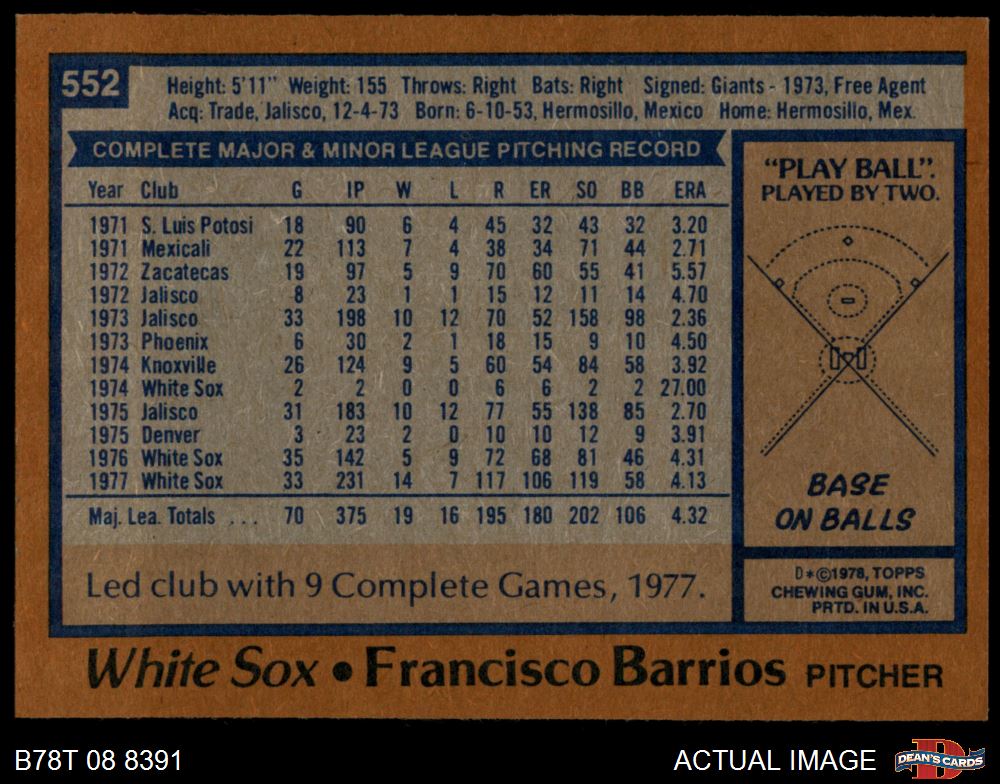 552
Height: 5'11" Weight: 155 Throws: Right Bats: Right Signed: Giants - 1973, Free Agent
Acq: Trade, Jalisco, 12-4-73 Born: 6-10-53, Hermosillo, Mexico Home: Hermosillo, Mex.
COMPLETE MAJOR & MINOR LEAGUE PITCHING RECORD
Year Club G IP W L R ER SO BB ERA
1971 S. Luis Potosi 18 90 6 4 45 32 43 32 3.20
1971 Mexicali 22 113 7 4 38 34 71 44 2.71
1972 Zacatecas 19 97 5 9 70 60 55 41 5.57
1972 Jalisco 8 23 1 1 15 12 11 14 4.70
1973 Jalisco 33 198 10 12 70 52 158 98 2.36
1973 Phoenix 6 30 2 1 18 15 9 10 4.50
1974 Knoxville 26 124 9 5 60 54 84 58 3.92
1974 White Sox 2 2 0 0 6 6 2 2 27.00
1975 Jalisco 31 183 10 12 77 55 138 85 2.70
1975 Denver 3 23 2 0 10 10 12 9 3.91
1976 White Sox 35 142 5 9 72 68 81 46 4.31
1977 White Sox 33 231 14 7 117 106 119 58 4.13
Maj. Lea. Totals ... 70 375 19 16 195 180 202 106 4.32
Led club with 9 Complete Games, 1977.
"PLAY BALL".
PLAYED BY TWO.
BASE
ON BALLS
D*©1978, TOPPS
CHEWING GUM, INC.
PRTD. IN U.S.A.
White Sox • Francisco Barrios PITCHER
B78T 08 8391
ACTUAL IMAGE
DEAN'S CARDS